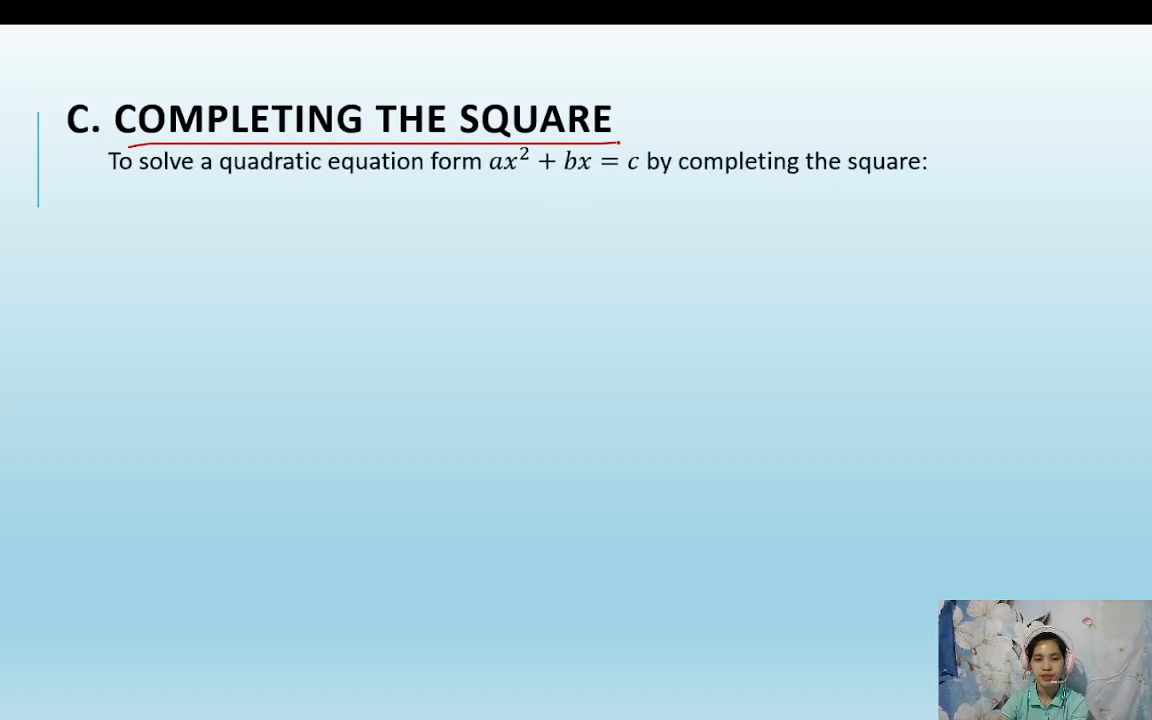 C. COMPLETING THE SQUARE
To solve a quadratic equation form ax² + bx = c by completing the square: